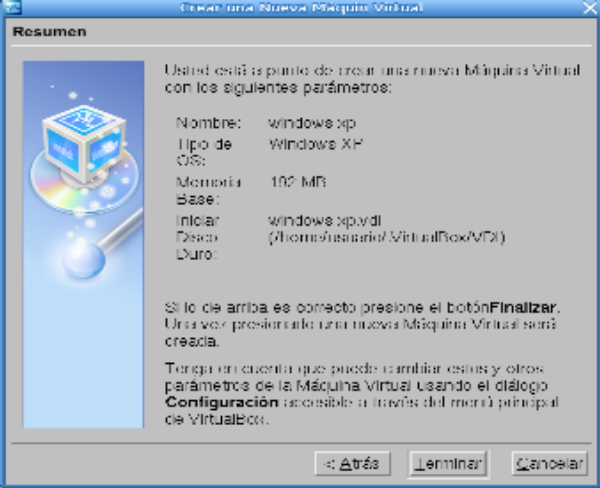 Crear una Nueva Máquin Virtual
Resumen
Usted está a punto de crear una nueva Máquina Virtual
con los siguientes parámetros:
Nombre: windows xp
Tipo de Windows XP
OS:
Memoria 192 MB
Base:
Iniciar windows xp.vdi
Disco (/home/usuario/.VirtualBox/VDI)
Duro:
Si lo de arriba es correcto presione el botónFinalizar.
Una vez presionado una nueva Máquina Virtual será
creada.
Tenga en cuenta que puede cambiar estos y otros
parámetros de la Máquina Virtual usando el diálogo
Configuración accesible a través del menú principal
de VirtualBox.
< Atrás Terminar Cancelar